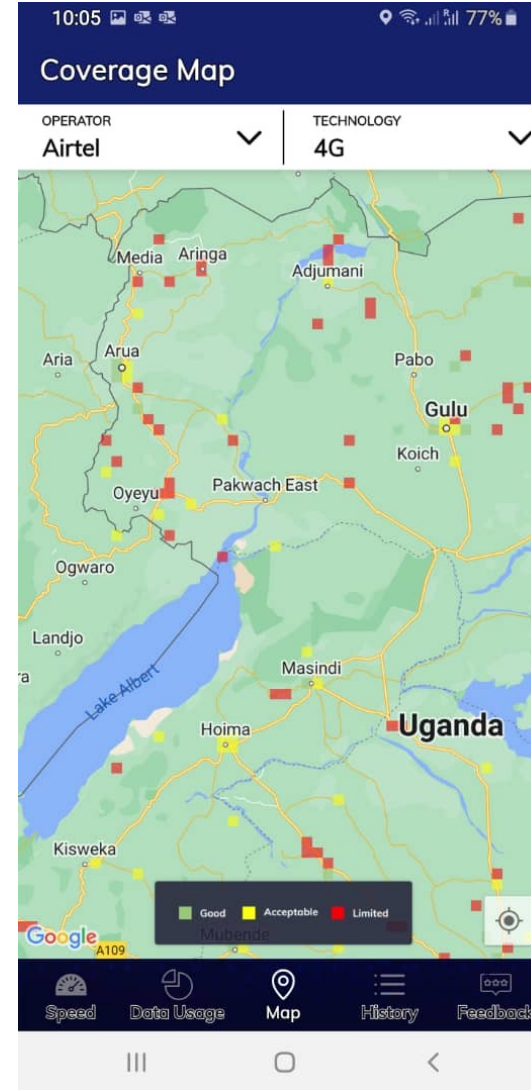 10:05
R
77%
Coverage Map
OPERATOR
Airtel
TECHNOLOGY
4G
Media
Aringa
Adjumani
Aria
Arua
Pabo
Gulu
Koich
Oyeyu
Pakwach East
Ogwaro
Landjo
ra
Lake Albert
Masindi
Uganda
Hoima
Kisweka
Good
Acceptable
Limited
Google
A109
Mubende
Speed
Data Usage
Map
History
Feedback